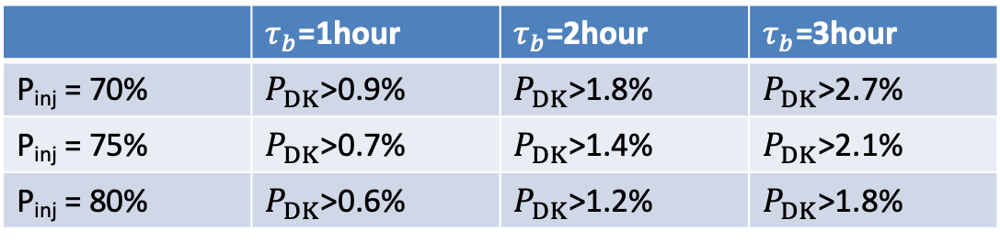 τb=1hour τb=2hour τb=3hour
Pinj = 70% PDK>0.9% PDK>1.8% PDK>2.7%
Pinj = 75% PDK>0.7% PDK>1.4% PDK>2.1%
Pinj = 80% PDK>0.6% PDK>1.2% PDK>1.8%